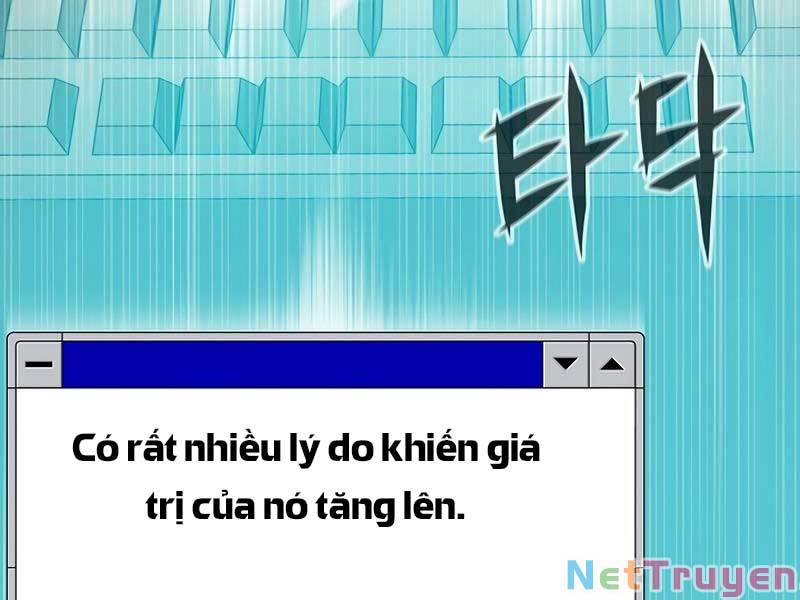 타닥
Có rất nhiều lý do khiến giá
trị của nó tăng lên.
NetTruyen